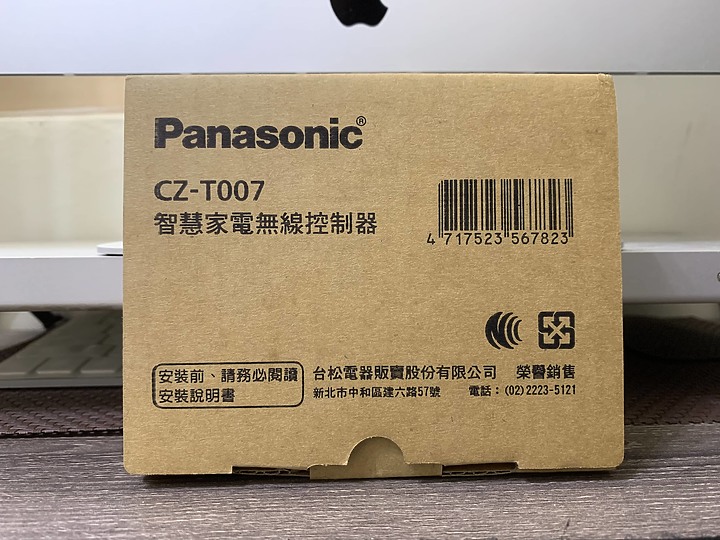 Panasonic®
CZ-T007
智慧家電無線控制器
4 717523 567823
安裝前、請務必閱讀
安裝說明書
台松電器販賣股份有限公司 榮譽銷售
新北市中和區建六路57號 電話：(02)2223-5121